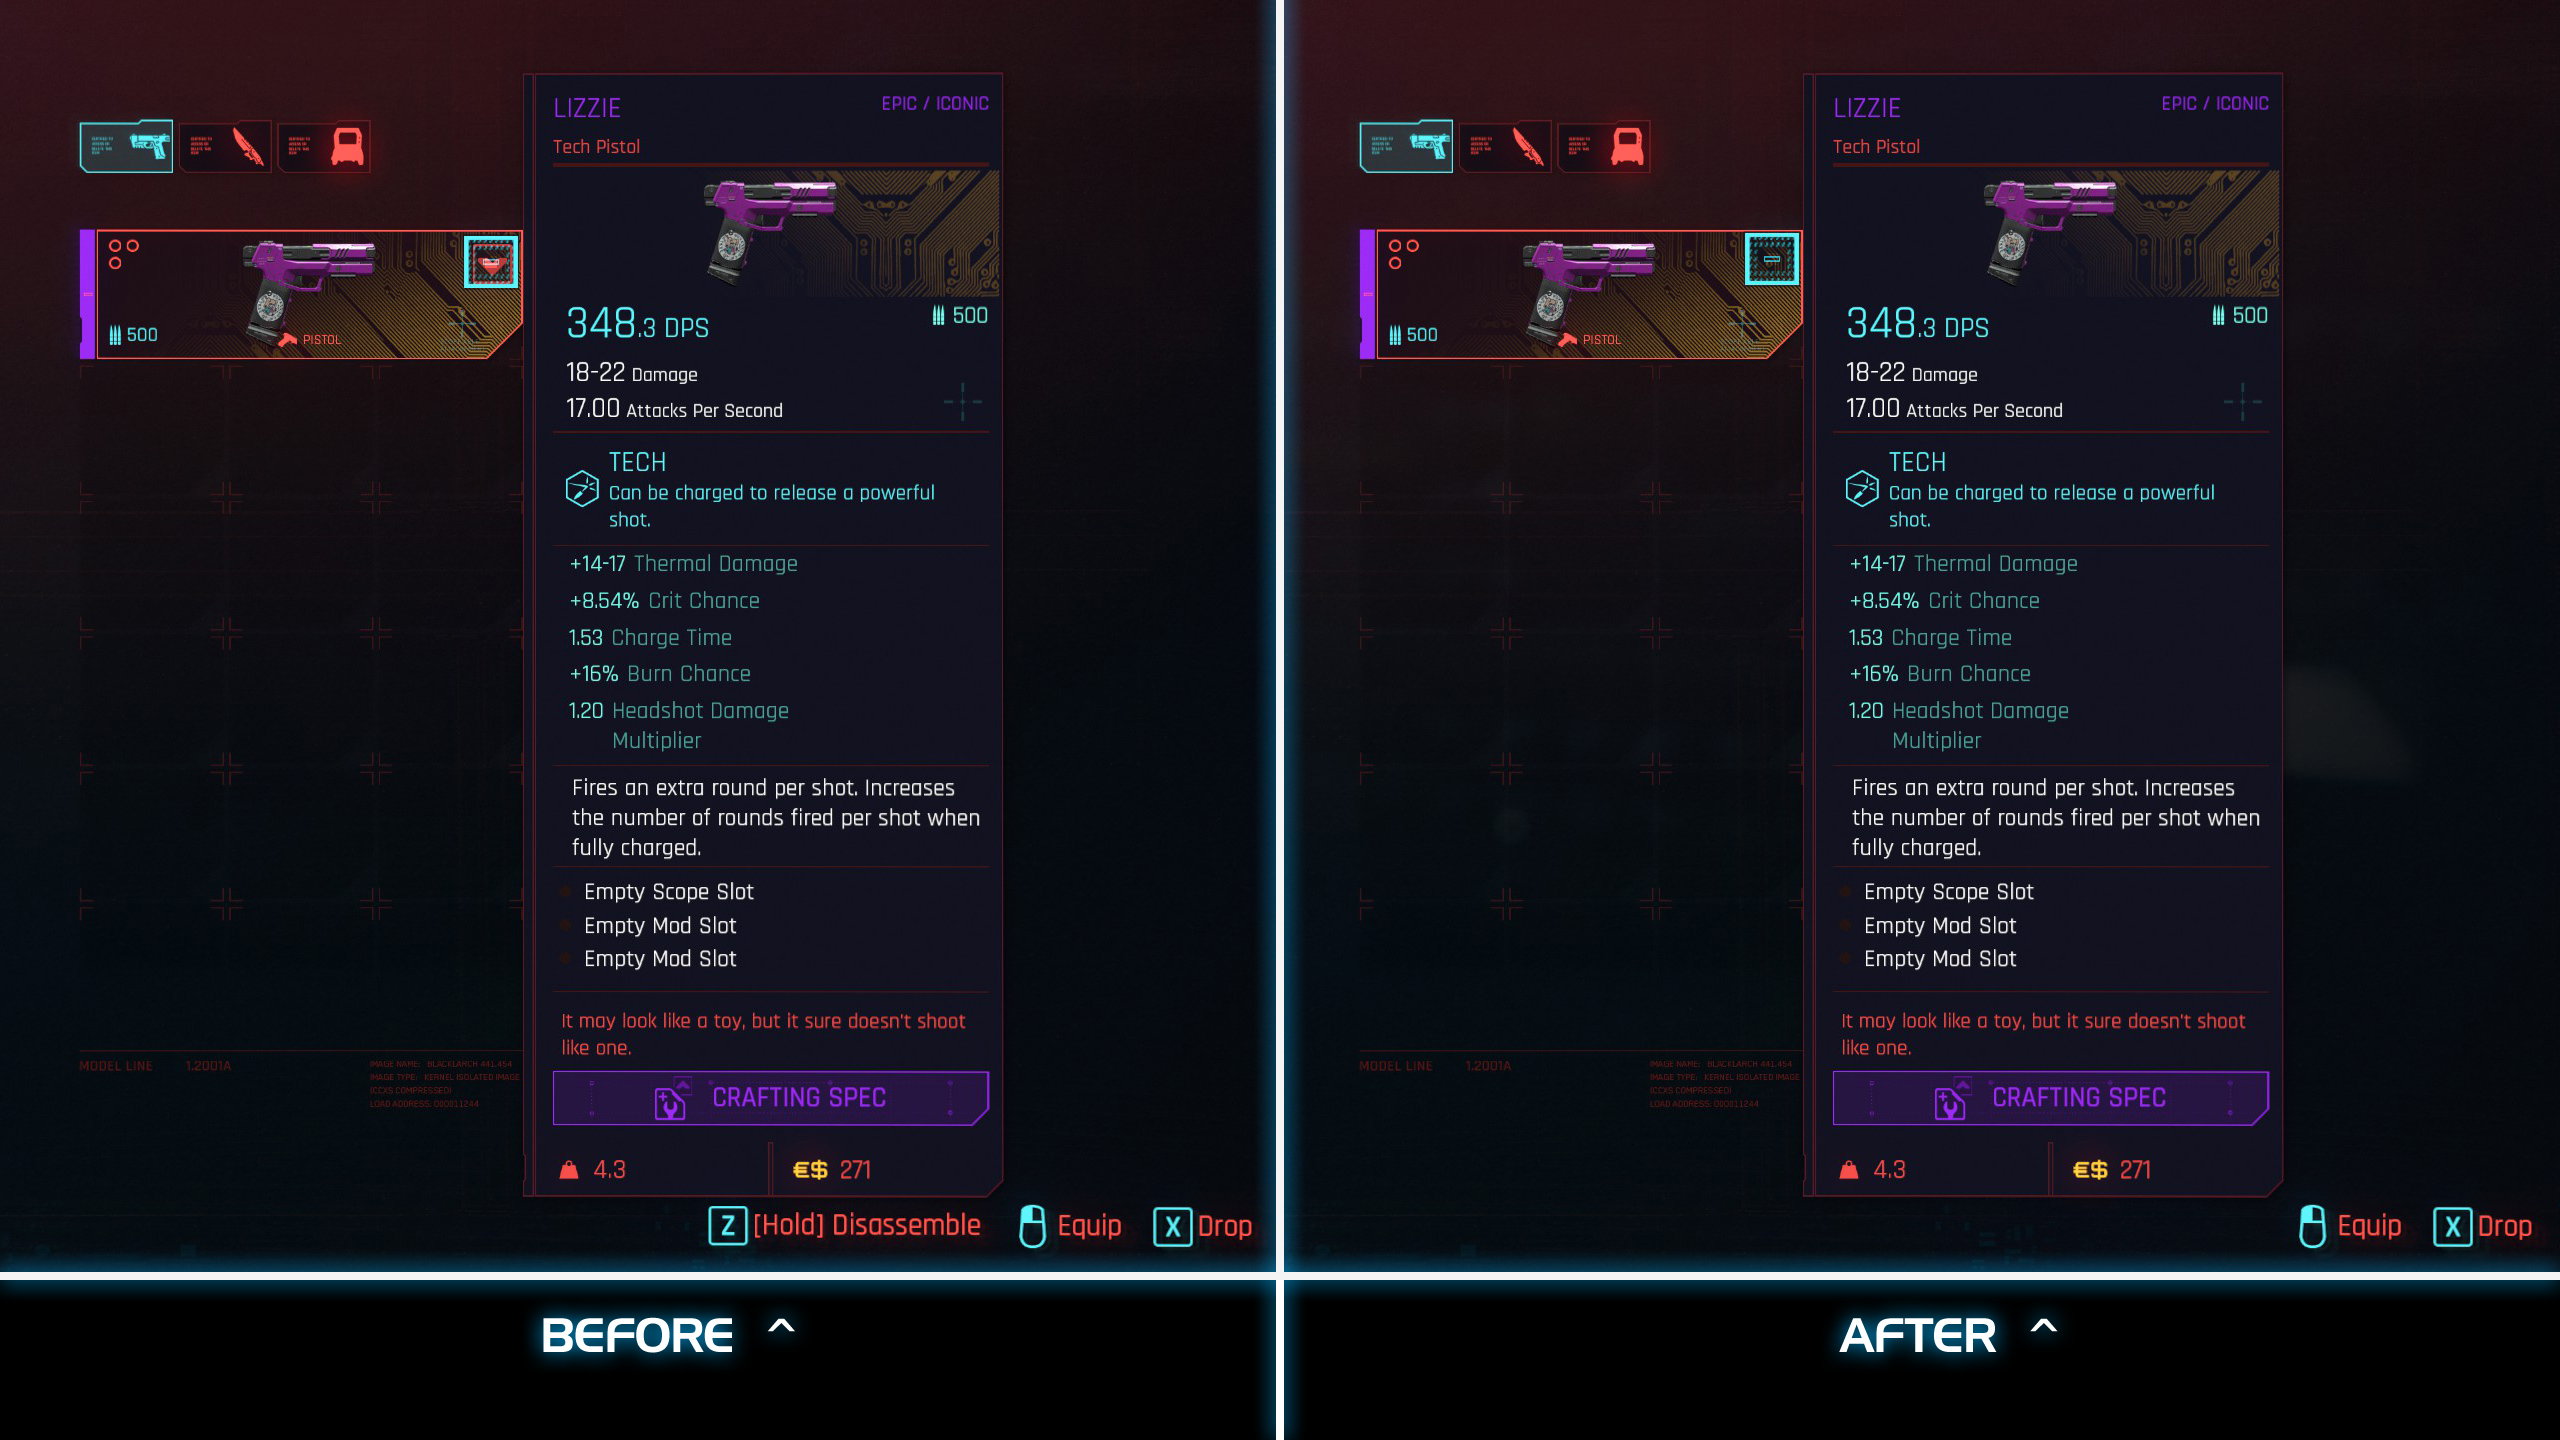 LIZZIE
EPIC / ICONIC
Tech Pistol
500
PISTOL
348.3 DPS
500
18-22 Damage
17.00 Attacks Per Second
TECH
Can be charged to release a powerful
shot.
+14-17 Thermal Damage
+8.54% Crit Chance
1.53 Charge Time
+16% Burn Chance
1.20 Headshot Damage
Multiplier
Fires an extra round per shot. Increases
the number of rounds fired per shot when
fully charged.
Empty Scope Slot
Empty Mod Slot
Empty Mod Slot
It may look like a toy, but it sure doesn't shoot
like one.
MODEL LINE 1.2001A
CRAFTING SPEC
4.3
€$ 271
Z [Hold] Disassemble
Equip
X Drop
BEFORE ^
LIZZIE
EPIC / ICONIC
Tech Pistol
500
PISTOL
348.3 DPS
500
18-22 Damage
17.00 Attacks Per Second
TECH
Can be charged to release a powerful
shot.
+14-17 Thermal Damage
+8.54% Crit Chance
1.53 Charge Time
+16% Burn Chance
1.20 Headshot Damage
Multiplier
Fires an extra round per shot. Increases
the number of rounds fired per shot when
fully charged.
Empty Scope Slot
Empty Mod Slot
Empty Mod Slot
It may look like a toy, but it sure doesn't shoot
like one.
MODEL LINE 1.2001A
CRAFTING SPEC
4.3
€$ 271
Equip
X Drop
AFTER ^